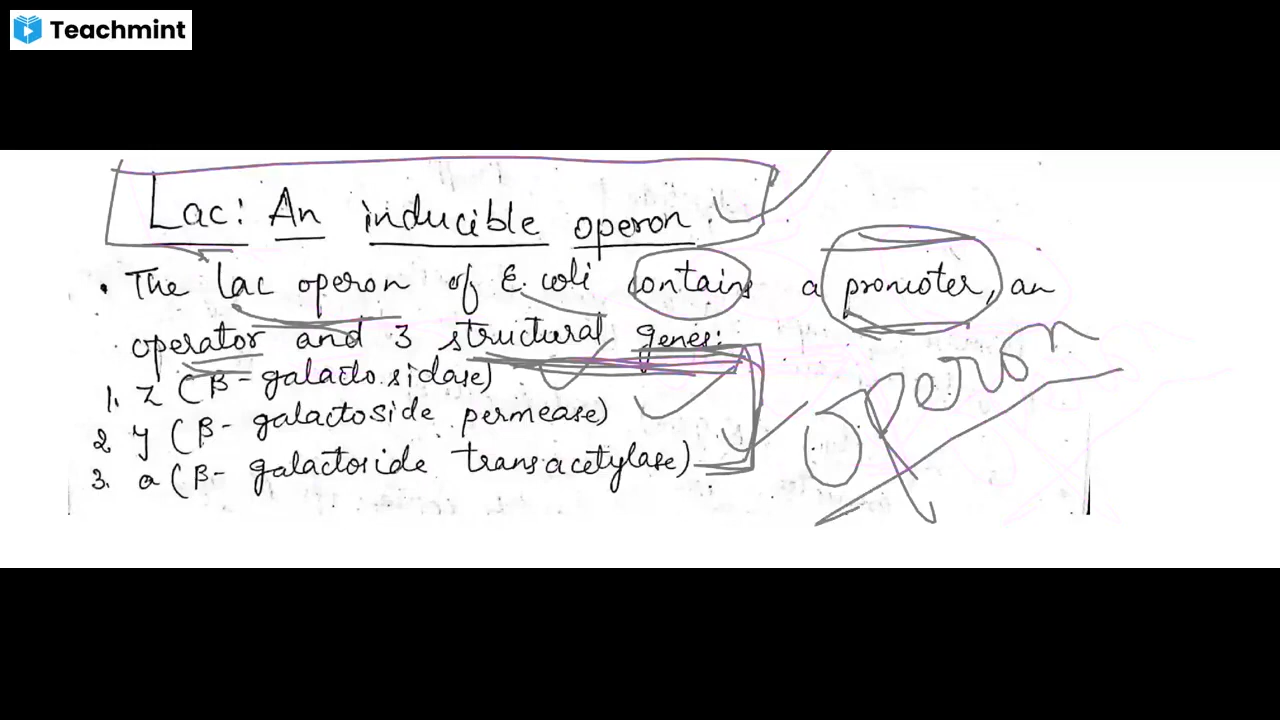 Teachmint
Lac: An inducible operon.
• The lac operon of E. coli contains a promoter, an
operator and 3 structural genes:
1. Z (β-galactosidase)
2 y (β-galactoside permease)
3. a (β-galactoside transacetylase)
operon